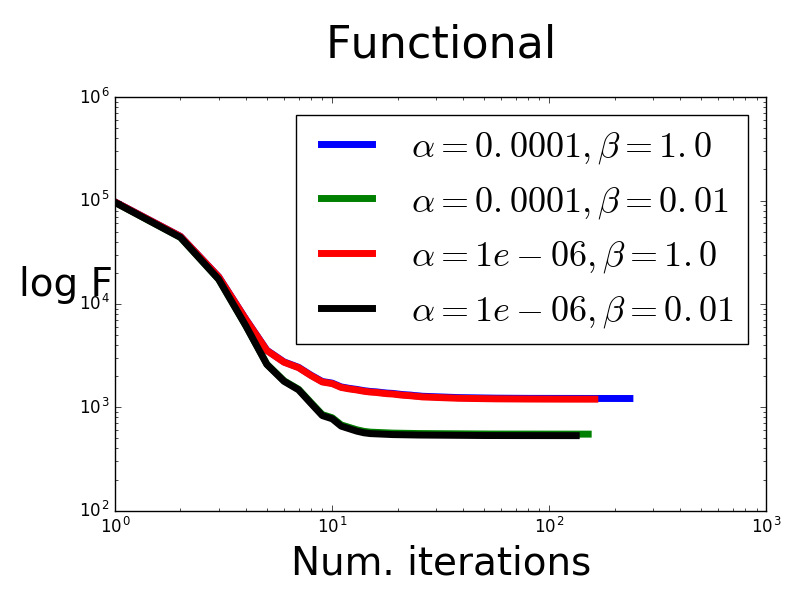 Functional
10^6
10^5
10^4
10^3
10^2
log F
α = 0.0001, β = 1.0
α = 0.0001, β = 0.01
α = 1e − 06, β = 1.0
α = 1e − 06, β = 0.01
10^0 10^1 10^2 10^3
Num. iterations